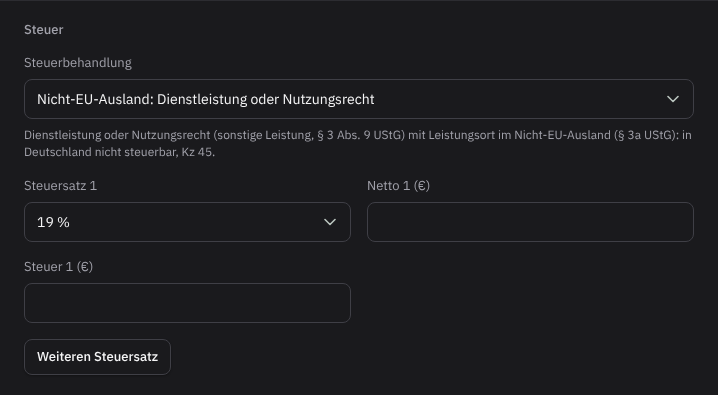 Steuer
Steuerbehandlung
Nicht-EU-Ausland: Dienstleistung oder Nutzungsrecht
Dienstleistung oder Nutzungsrecht (sonstige Leistung, § 3 Abs. 9 UStG) mit Leistungsort im Nicht-EU-Ausland (§ 3a UStG); in
Deutschland nicht steuerbar, Kz 45.
Steuersatz 1
Netto 1 (€)
19 %
Steuer 1 (€)
Weiteren Steuersatz